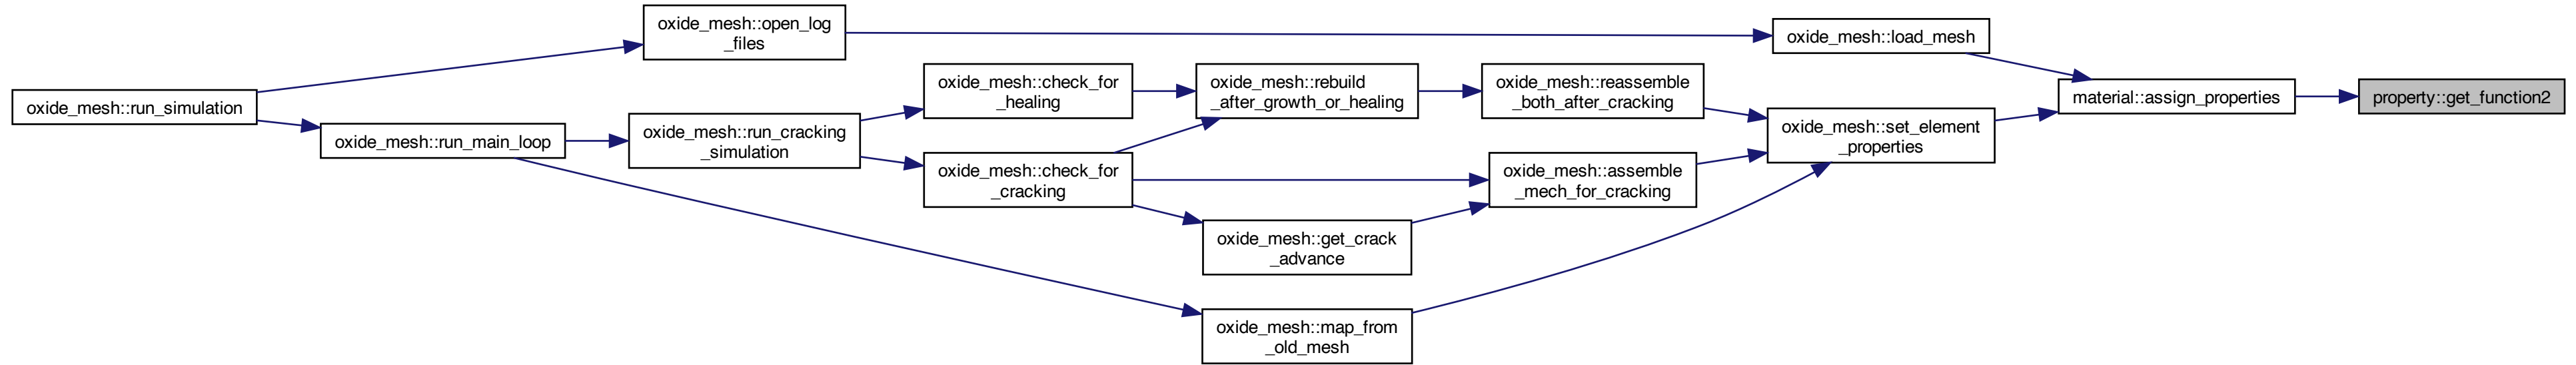 oxide_mesh::run_simulation
oxide_mesh::open_log
_files
oxide_mesh::run_main_loop
oxide_mesh::run_cracking
_simulation
oxide_mesh::check_for
_healing
oxide_mesh::check_for
_cracking
oxide_mesh::rebuild
_after_growth_or_healing
oxide_mesh::get_crack
_advance
oxide_mesh::map_from
_old_mesh
oxide_mesh::reassemble
_both_after_cracking
oxide_mesh::assemble
_mech_for_cracking
oxide_mesh::load_mesh
oxide_mesh::set_element
_properties
material::assign_properties
property::get_function2